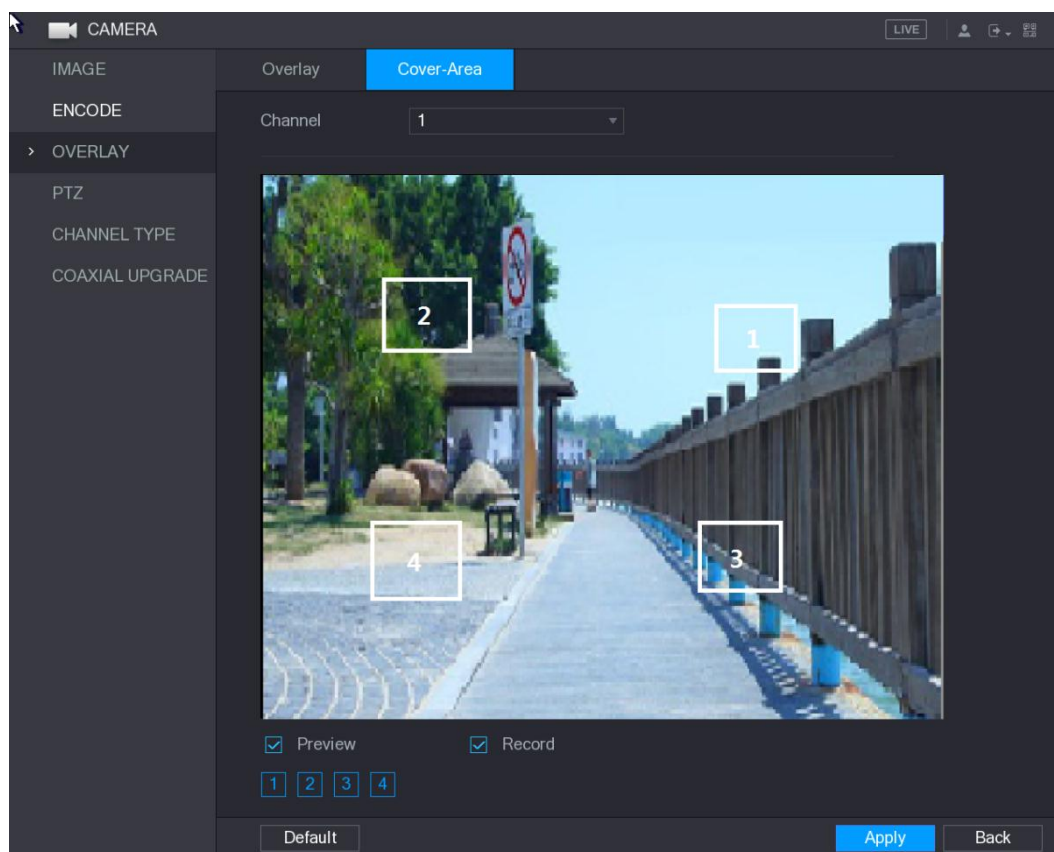 CAMERA
LIVE
IMAGE
ENCODE
OVERLAY
PTZ
CHANNEL TYPE
COAXIAL UPGRADE
Overlay
Cover-Area
Channel
1
2
1
4
3
Preview
Record
1 2 3 4
Default
Apply
Back